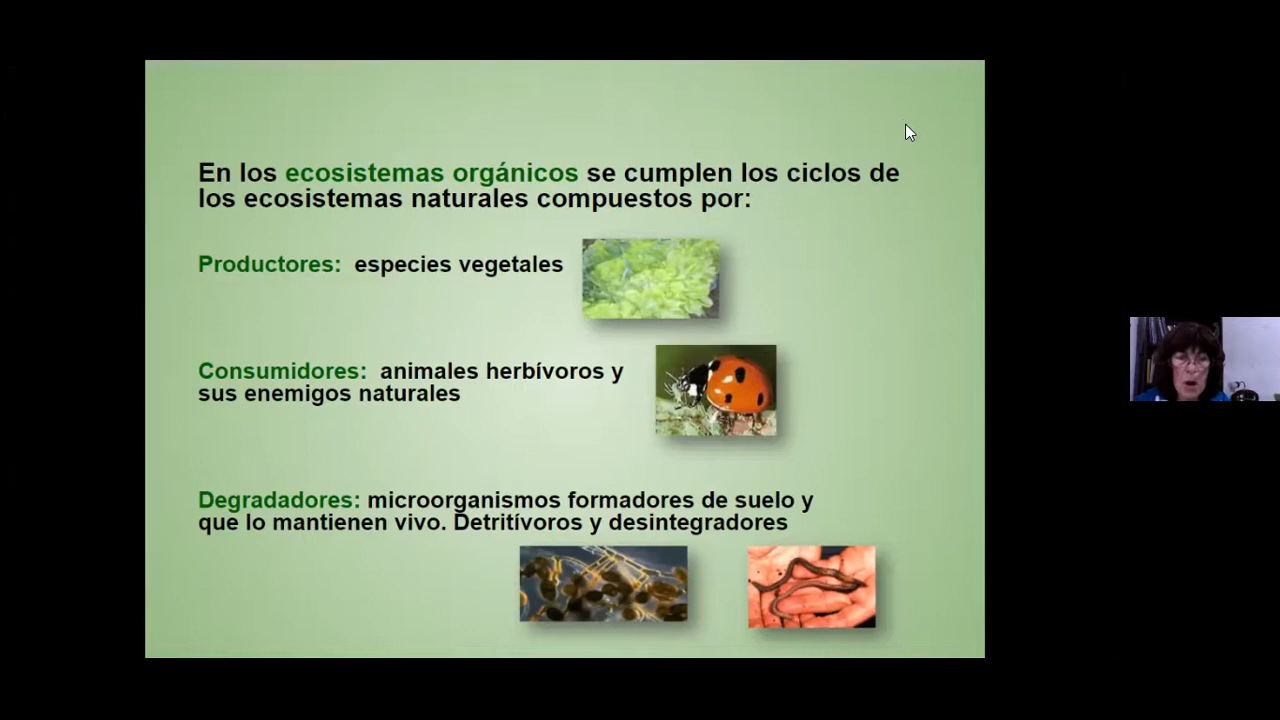 En los ecosistemas orgánicos se cumplen los ciclos de
los ecosistemas naturales compuestos por:
Productores: especies vegetales
Consumidores: animales herbívoros y
sus enemigos naturales
Degradadores: microorganismos formadores de suelo y
que lo mantienen vivo. Detritívoros y desintegradores